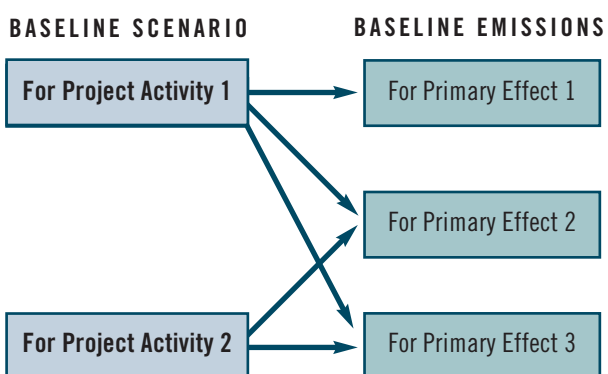 BASELINE SCENARIO
BASELINE EMISSIONS
For Project Activity 1
For Primary Effect 1
For Primary Effect 2
For Project Activity 2
For Primary Effect 3